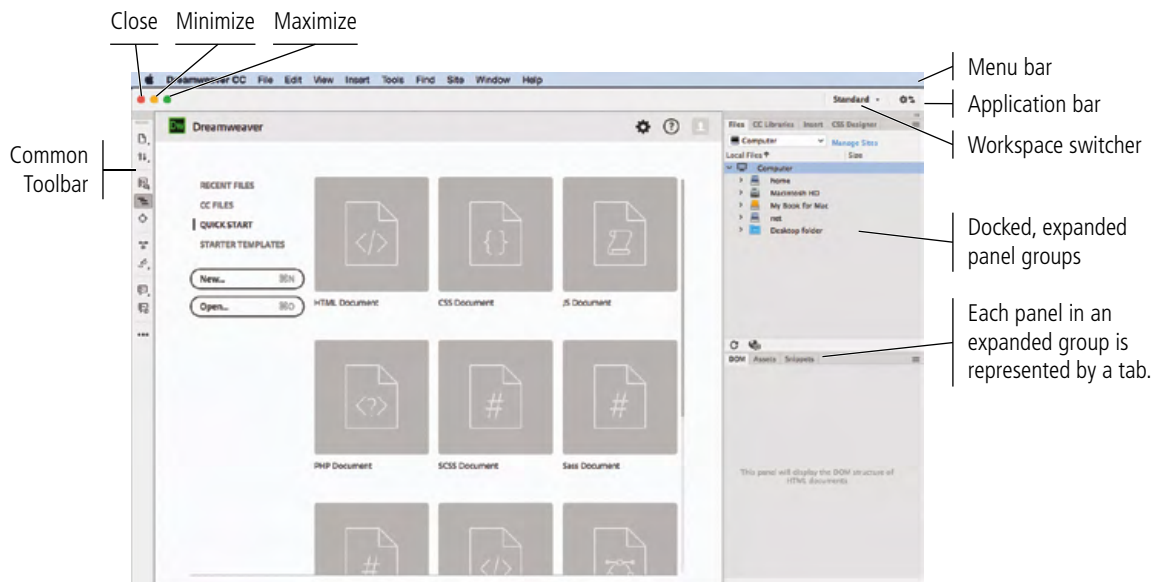 Close Minimize Maximize
Dreamweaver CC File Edit View Insert Tools Find Site Window Help
Menu bar
Standard
Application bar
Workspace switcher
Common
Toolbar
Dw Dreamweaver
RECENT FILES
CC FILES
QUICK START
STARTER TEMPLATES
New... ⌘N
Open... ⌘O
</>
{ }
HTML Document
CSS Document
JS Document
<?>
#
#
PHP Document
SCSS Document
Sass Document
#
</>
Files CC Libraries Insert CSS Designer
Computer
Manage Sites
Local Files Size
Computer
home
Macintosh HD
My Book for Mac
net
Desktop folder
Docked, expanded
panel groups
DOM Assets Snippets
Each panel in an
expanded group is
represented by a tab.
This panel will display the DOM structure of
HTML documents